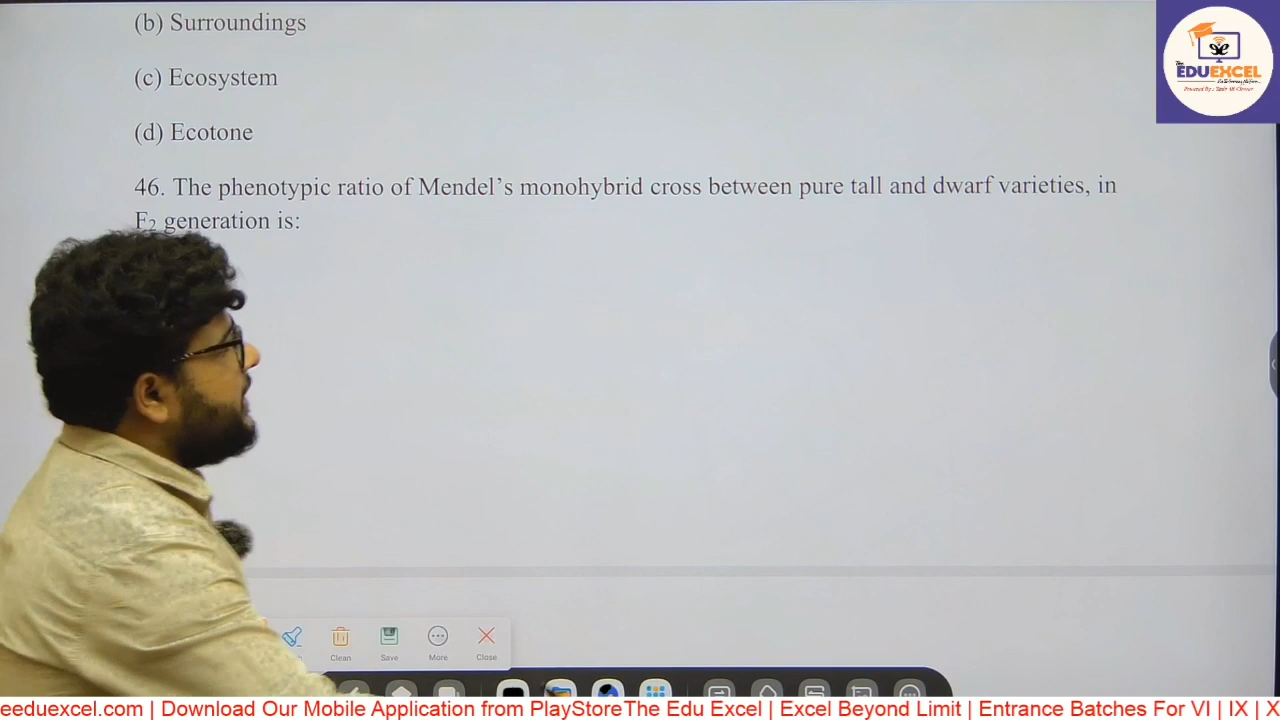 (b) Surroundings
(c) Ecosystem
(d) Ecotone
46. The phenotypic ratio of Mendel's monohybrid cross between pure tall and dwarf varieties, in
F2 generation is:
The
EDUEXCEL
Clean
Save
More
Close
eeduexcel.com | Download Our Mobile Application from PlayStoreThe Edu Excel | Excel Beyond Limit | Entrance Batches For VI | IX | X